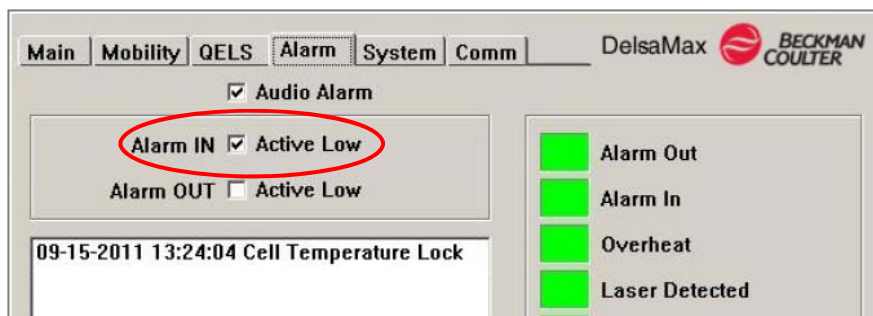 Main Mobility QELS Alarm System Comm DelsaMax BECKMAN
COULTER
Audio Alarm
Alarm IN Active Low
Alarm OUT Active Low
09-15-2011 13:24:04 Cell Temperature Lock
Alarm Out
Alarm In
Overheat
Laser Detected